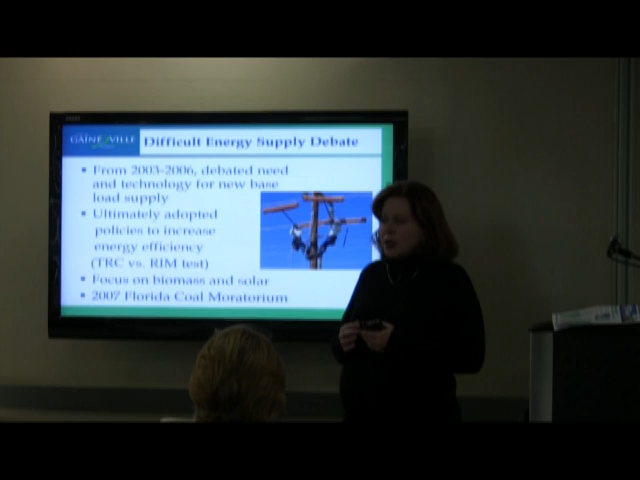 GAINESVILLE
Difficult Energy Supply Debate
▪ From 2003-2006, debated need
and technology for new base
load supply
▪ Ultimately adopted
policies to increase
energy efficiency
(TRC vs. RIM test)
▪ Focus on biomass and solar
▪ 2007 Florida Coal Moratorium